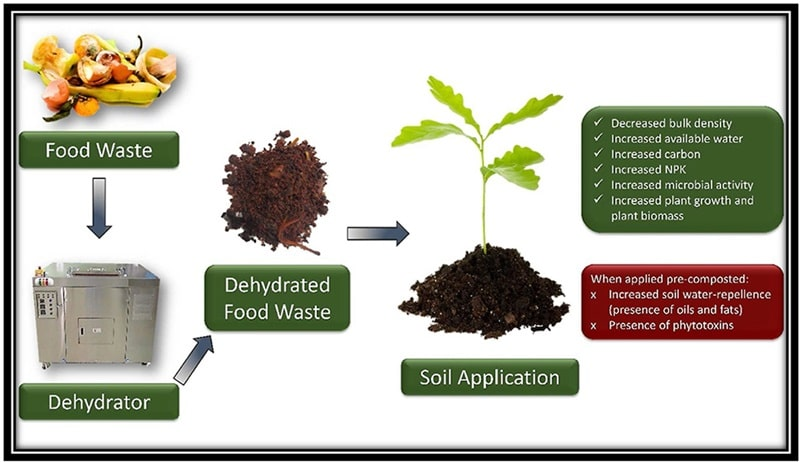 Food Waste
Dehydrator
Dehydrated
Food Waste
Soil Application
✓ Decreased bulk density
✓ Increased available water
✓ Increased carbon
✓ Increased NPK
✓ Increased microbial activity
✓ Increased plant growth and
plant biomass
When applied pre-composted:
x Increased soil water-repellence
(presence of oils and fats)
x Presence of phytotoxins